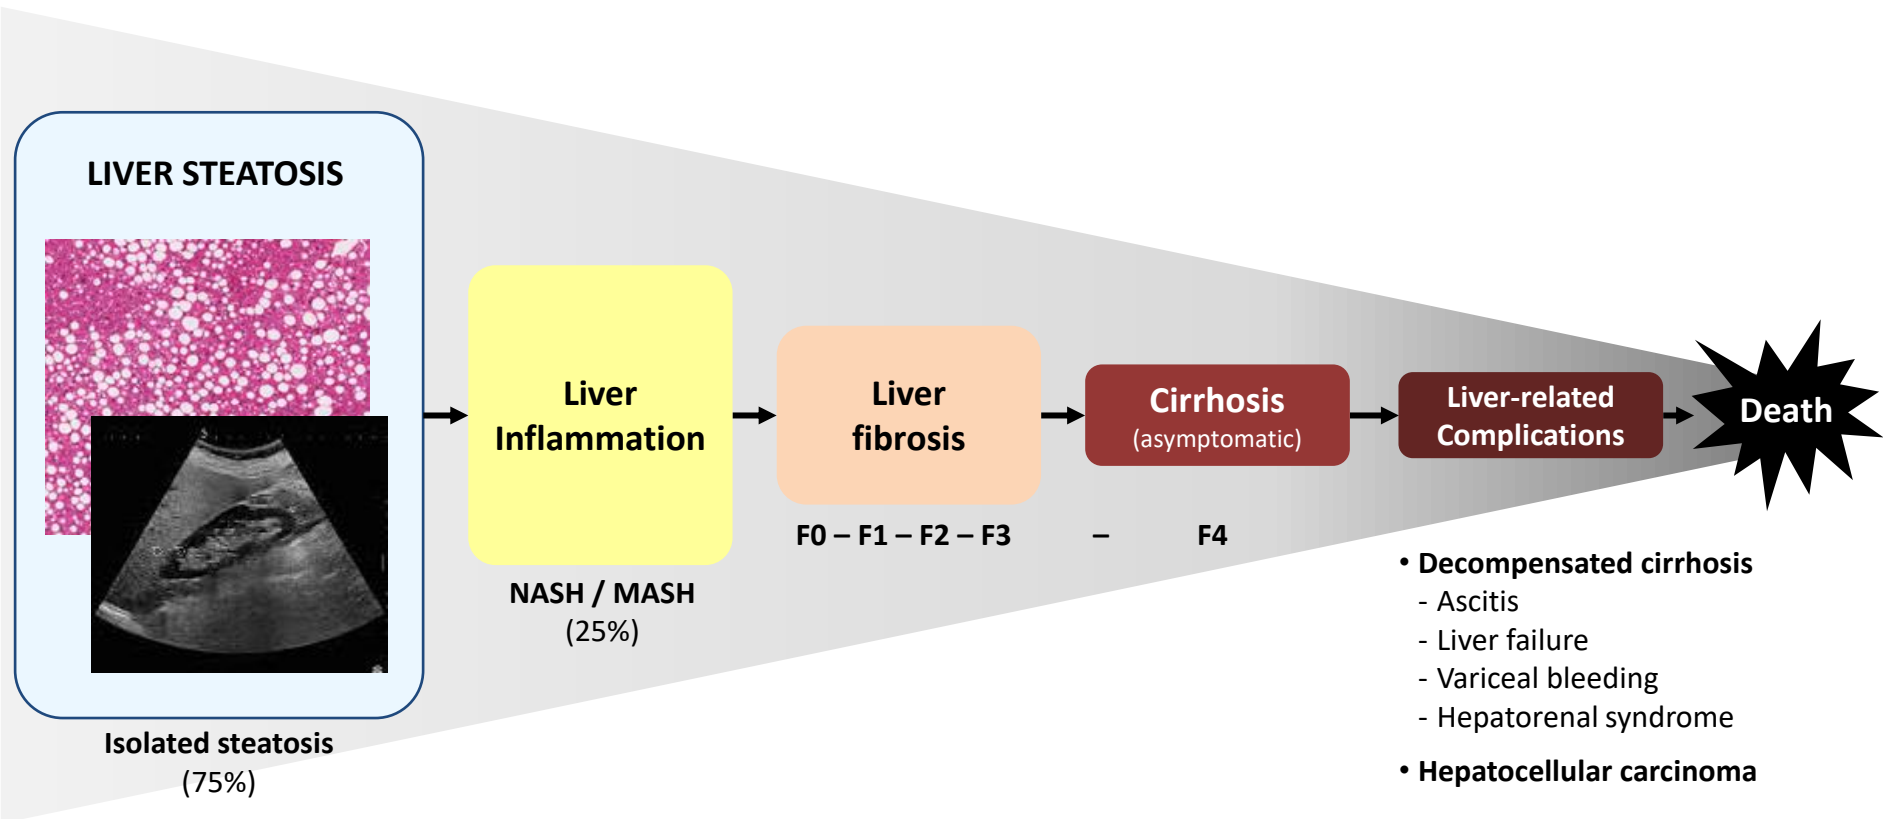 LIVER STEATOSIS
Isolated steatosis
(75%)
Liver
Inflammation
NASH / MASH
(25%)
Liver
fibrosis
F0 – F1 – F2 – F3 – F4
Cirrhosis
(asymptomatic)
Liver-related
Complications
Death
• Decompensated cirrhosis
- Ascitis
- Liver failure
- Variceal bleeding
- Hepatorenal syndrome
• Hepatocellular carcinoma